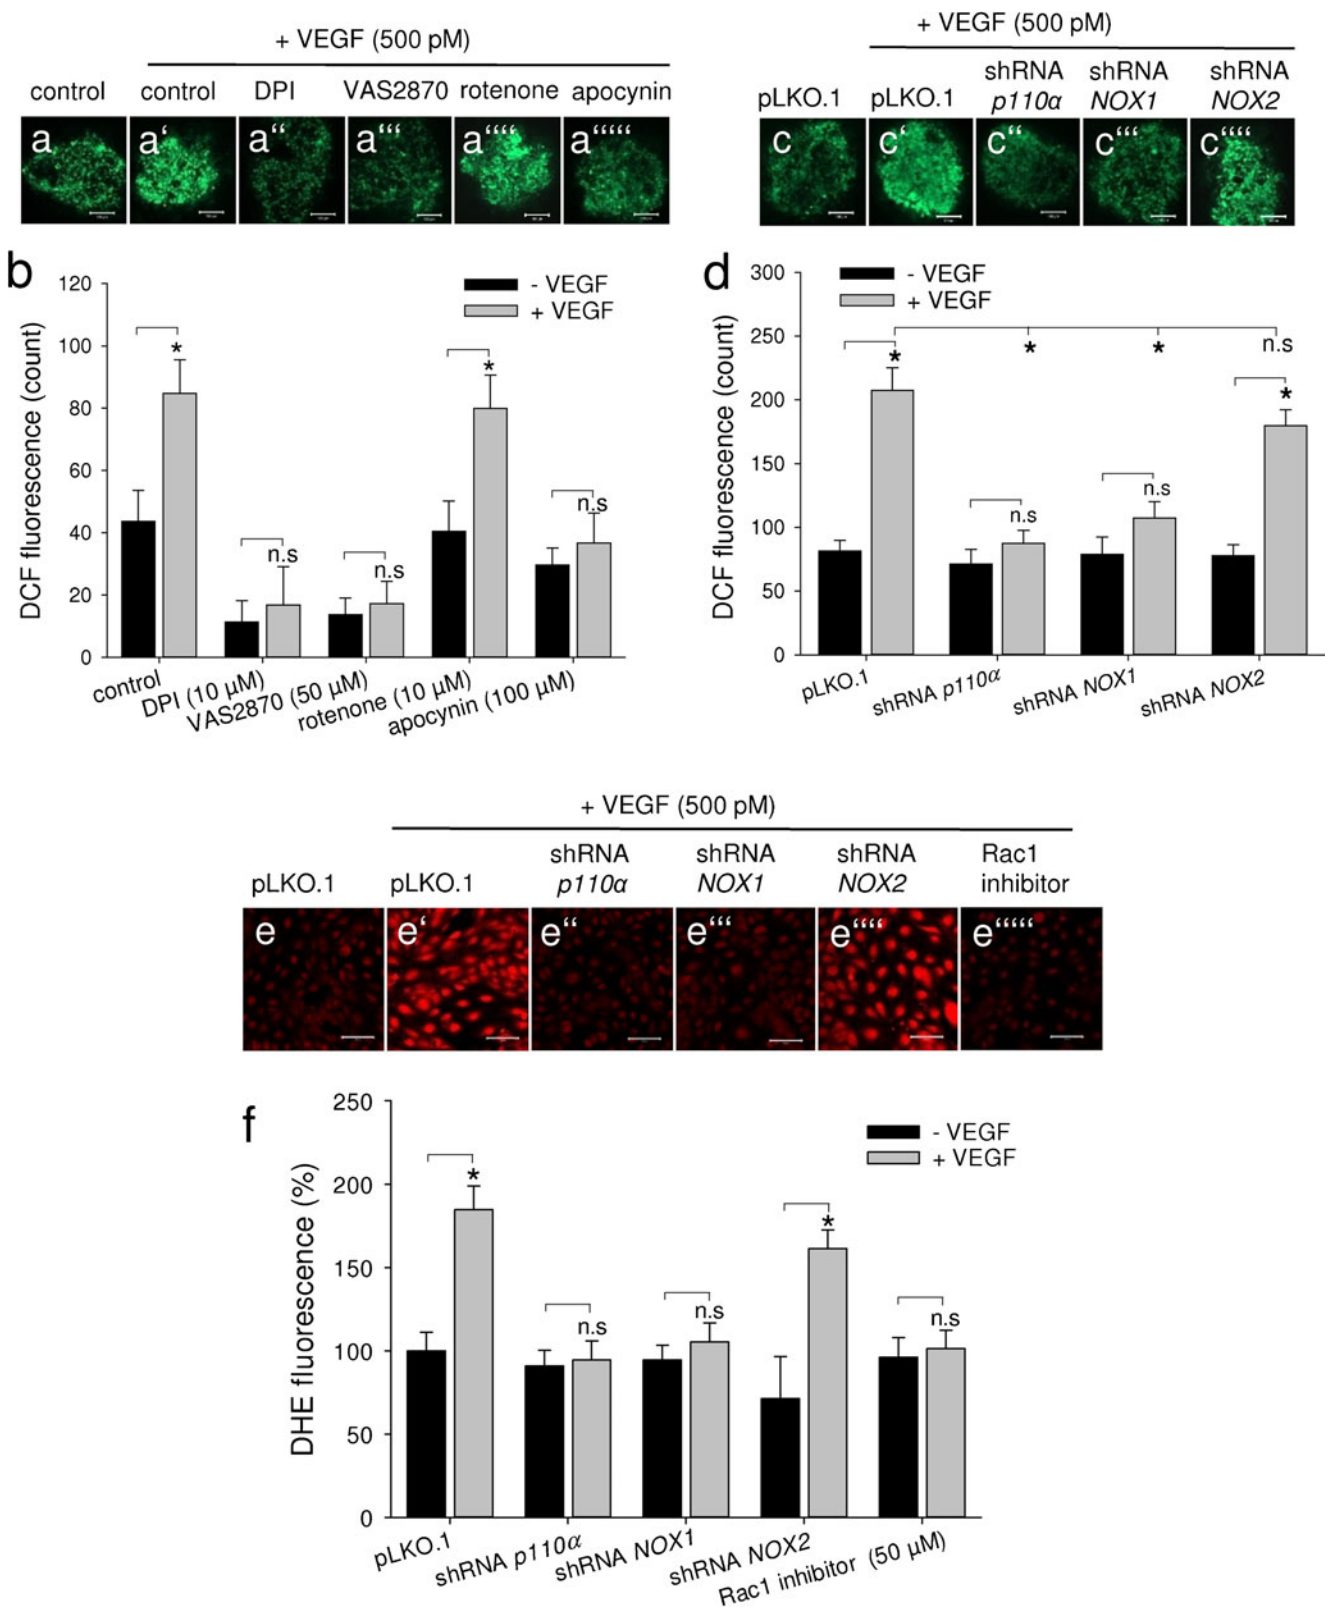 + VEGF (500 pM)
control control DPI VAS2870 rotenone apocynin
a a‘ a‘‘ a‘‘‘ a‘‘‘‘ a‘‘‘‘‘
+ VEGF (500 pM)
shRNA shRNA shRNA
pLKO.1 pLKO.1 p110α NOX1 NOX2
c c‘ c‘‘ c‘‘‘ c‘‘‘‘
b
DCF fluorescence (count)
120
100
80
60
40
20
0
- VEGF
+ VEGF
*
n.s
n.s
*
n.s
control
DPI (10 µM)
VAS2870 (50 µM)
rotenone (10 µM)
apocynin (100 µM)
d
DCF fluorescence (count)
300
250
200
150
100
50
0
- VEGF
+ VEGF
* * * n.s
n.s
n.s
*
pLKO.1
shRNA p110α
shRNA NOX1
shRNA NOX2
+ VEGF (500 pM)
shRNA shRNA shRNA Rac1
pLKO.1 pLKO.1 p110α NOX1 NOX2 inhibitor
e e‘ e‘‘ e‘‘‘ e‘‘‘‘ e‘‘‘‘‘
f
DHE fluorescence (%)
250
200
150
100
50
0
- VEGF
+ VEGF
*
n.s
n.s
*
n.s
pLKO.1
shRNA p110α
shRNA NOX1
shRNA NOX2
Rac1 inhibitor (50 µM)